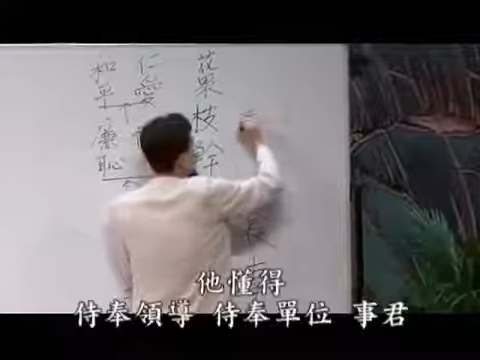 花果枝幹
仁愛
和平廉恥
他懂得
侍奉領導 侍奉單位 事君